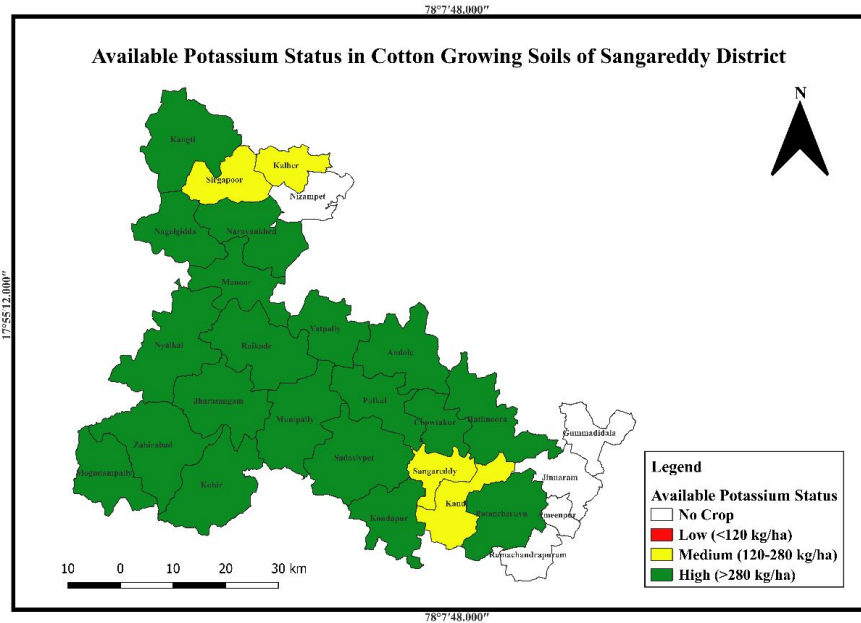 78°7'48.000"
Available Potassium Status in Cotton Growing Soils of Sangareddy District
N
Kangti
Kalher
Sirgapoor
Nizampet
Nagalgidda
Narayankhed
Manoor
17°55'12.000"
Vatpally
Nyalkal
Raikode
Andole
Jharasangam
Pulkal
Munipally
Chowtakur
Hathnoora
Gummadidala
Zahirabad
Sadasivpet
Sangareddy
Moghdampally
Kohir
Jinnaram
Kandi
Patancheruvu
Kondapur
Ameenpur
Ramachandrapuram
Legend
Available Potassium Status
No Crop
Low (<120 kg/ha)
Medium (120-280 kg/ha)
High (>280 kg/ha)
10 0 10 20 30 km
78°7'48.000"